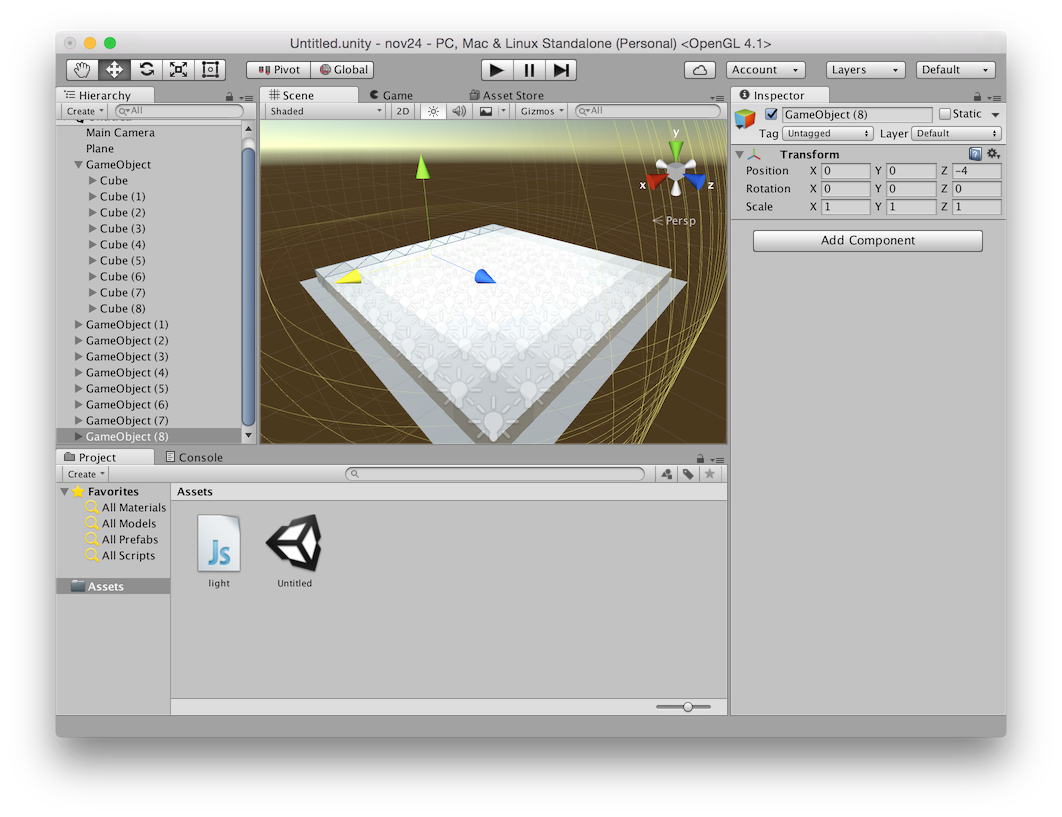 Untitled.unity - nov24 - PC, Mac & Linux Standalone (Personal) <OpenGL 4.1>
Pivot Global Account Layers Default
Hierarchy
Create All
Main Camera
Plane
GameObject
Cube
Cube (1)
Cube (2)
Cube (3)
Cube (4)
Cube (5)
Cube (6)
Cube (7)
Cube (8)
GameObject (1)
GameObject (2)
GameObject (3)
GameObject (4)
GameObject (5)
GameObject (6)
GameObject (7)
GameObject (8)
Scene Game Asset Store
Shaded 2D Gizmos All
y
x z
Persp
Inspector
GameObject (8) Static
Tag Untagged Layer Default
Transform
Position X 0 Y 0 Z -4
Rotation X 0 Y 0 Z 0
Scale X 1 Y 1 Z 1
Add Component
Project Console
Create
Favorites
All Materials
All Models
All Prefabs
All Scripts
Assets
Assets
Js
light Untitled